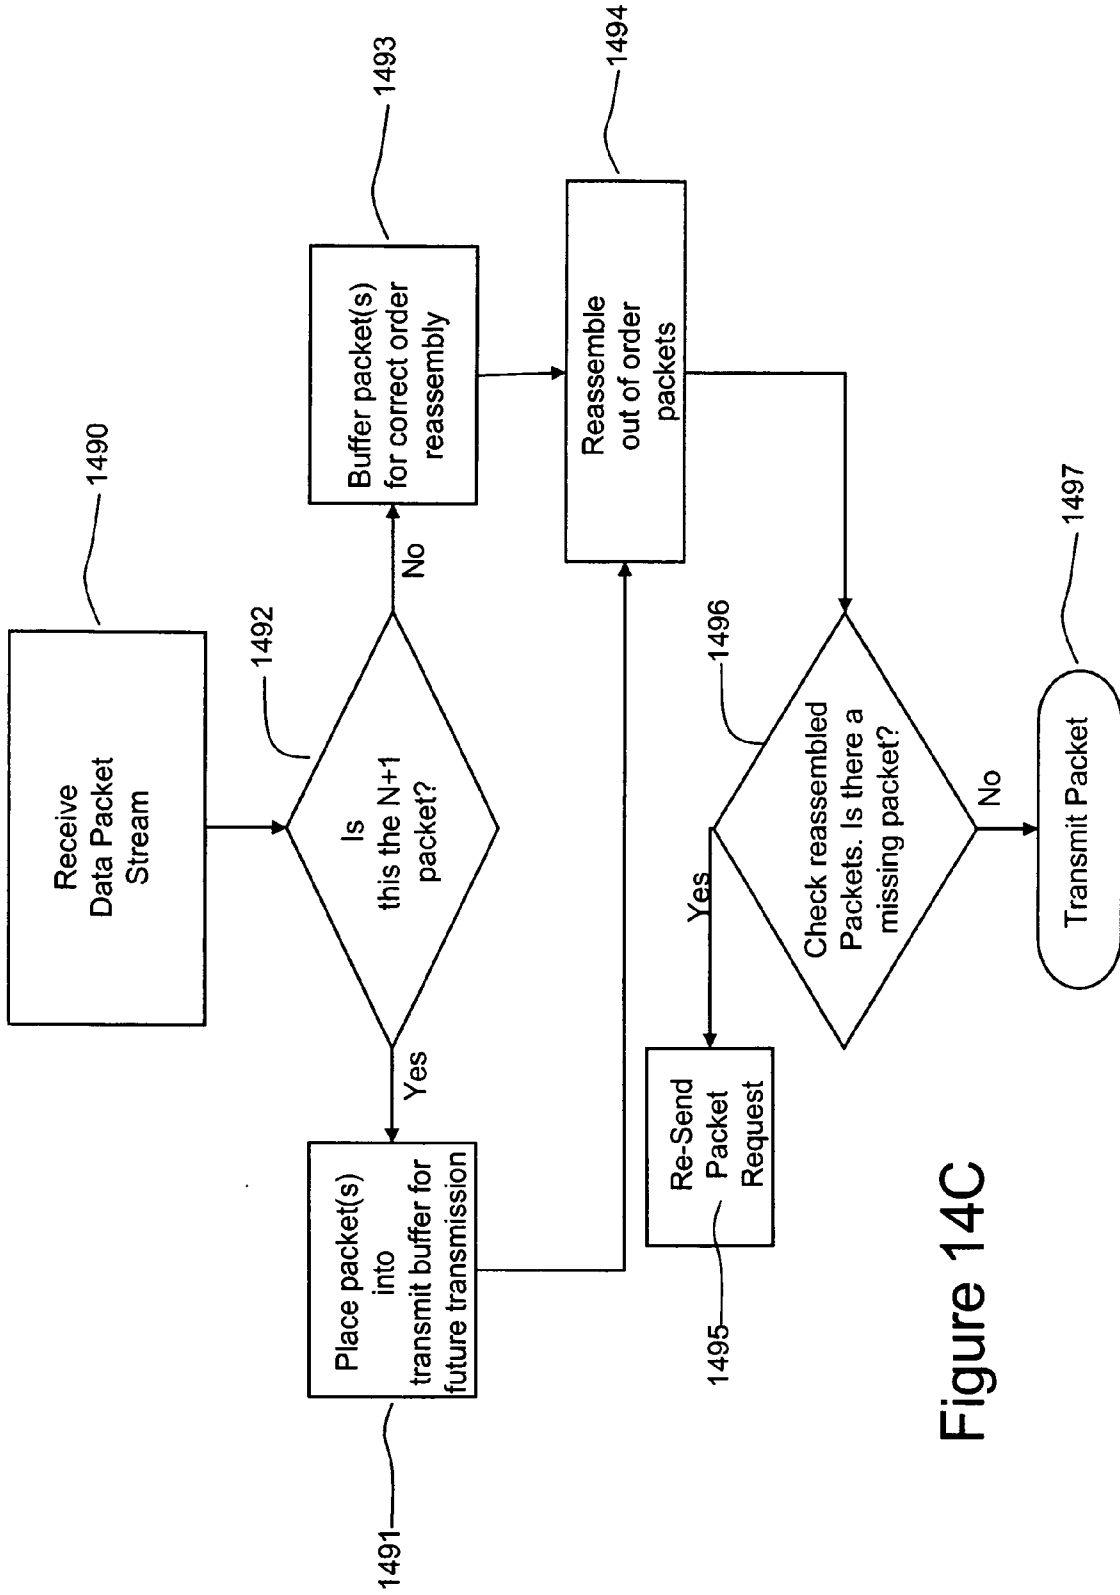 Receive
Data Packet
Stream
1490
1492
Is
this the N+1
packet?
Yes
No
Place packet(s)
into
transmit buffer for
future transmission
1491
Buffer packet(s)
for correct order
reassembly
1493
Reassemble
out of order
packets
1494
1496
Check reassembled
Packets. Is there a
missing packet?
Yes
No
Re-Send
Packet
Request
1495
Transmit Packet
1497
Figure 14C